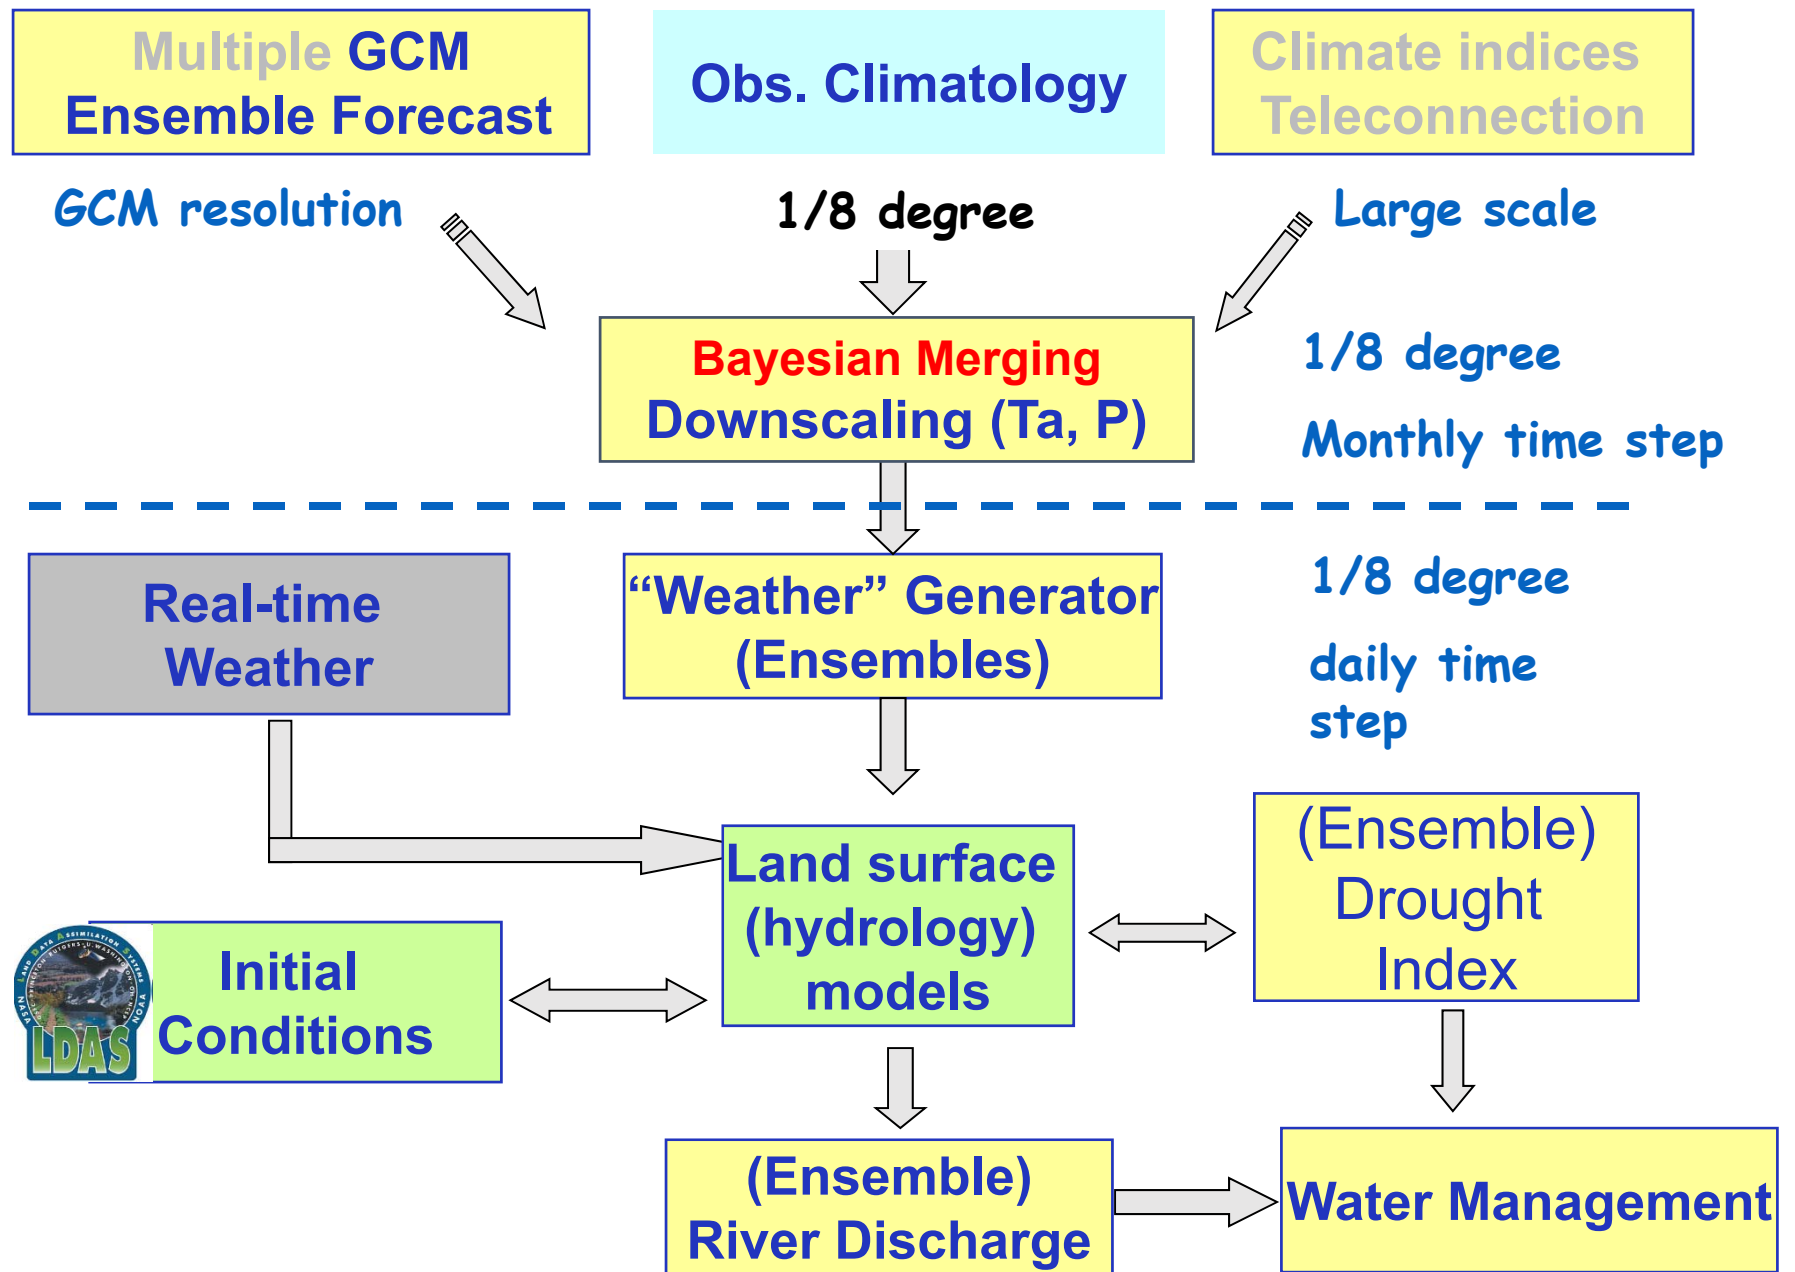 Multiple GCM
Ensemble Forecast
Obs. Climatology
Climate indices
Teleconnection
GCM resolution
1/8 degree
Large scale
Bayesian Merging
Downscaling (Ta, P)
1/8 degree
Monthly time step
Real-time
Weather
“Weather” Generator
(Ensembles)
1/8 degree
daily time
step
Land surface
(hydrology)
models
(Ensemble)
Drought
Index
LDAS
Initial
Conditions
(Ensemble)
River Discharge
Water Management